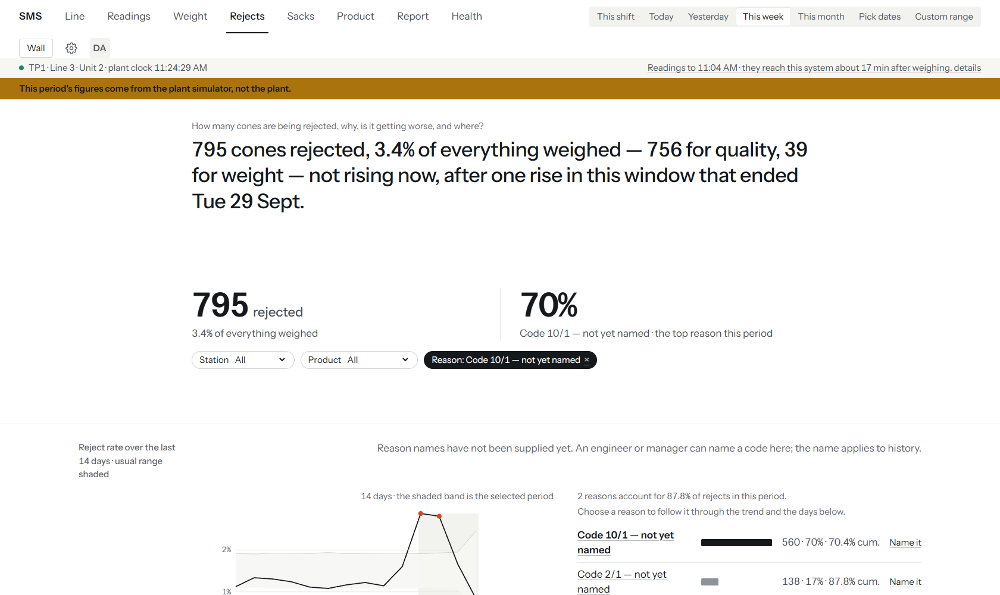 SMS Line Readings Weight Rejects Sacks Product Report Health
This shift Today Yesterday This week This month Pick dates Custom range
Wall DA
TP1 · Line 3 · Unit 2 · plant clock 11:24:29 AM
Readings to 11:04 AM · they reach this system about 17 min after weighing. details
This period's figures come from the plant simulator, not the plant.
How many cones are being rejected, why, is it getting worse, and where?
795 cones rejected, 3.4% of everything weighed — 756 for quality, 39
for weight — not rising now, after one rise in this window that ended
Tue 29 Sept.
795 rejected
3.4% of everything weighed
70%
Code 10/1 — not yet named · the top reason this period
Station All
Product All
Reason: Code 10/1 — not yet named ×
Reject rate over the last
14 days · usual range
shaded
Reason names have not been supplied yet. An engineer or manager can name a code here; the name applies to history.
14 days · the shaded band is the selected period
2%
1%
2 reasons account for 87.8% of rejects in this period.
Choose a reason to follow it through the trend and the days below.
Code 10/1 — not yet
named
560 · 70% · 70.4% cum. Name it
Code 2/1 — not yet
named
138 · 17% · 87.8% cum. Name it